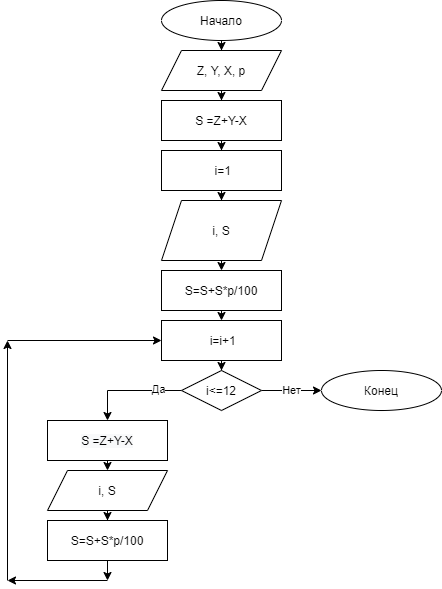 Начало
Z, Y, X, p
S =Z+Y-X
i=1
i, S
S=S+S*p/100
i=i+1
i<=12
Да
Нет
Конец
S =Z+Y-X
i, S
S=S+S*p/100